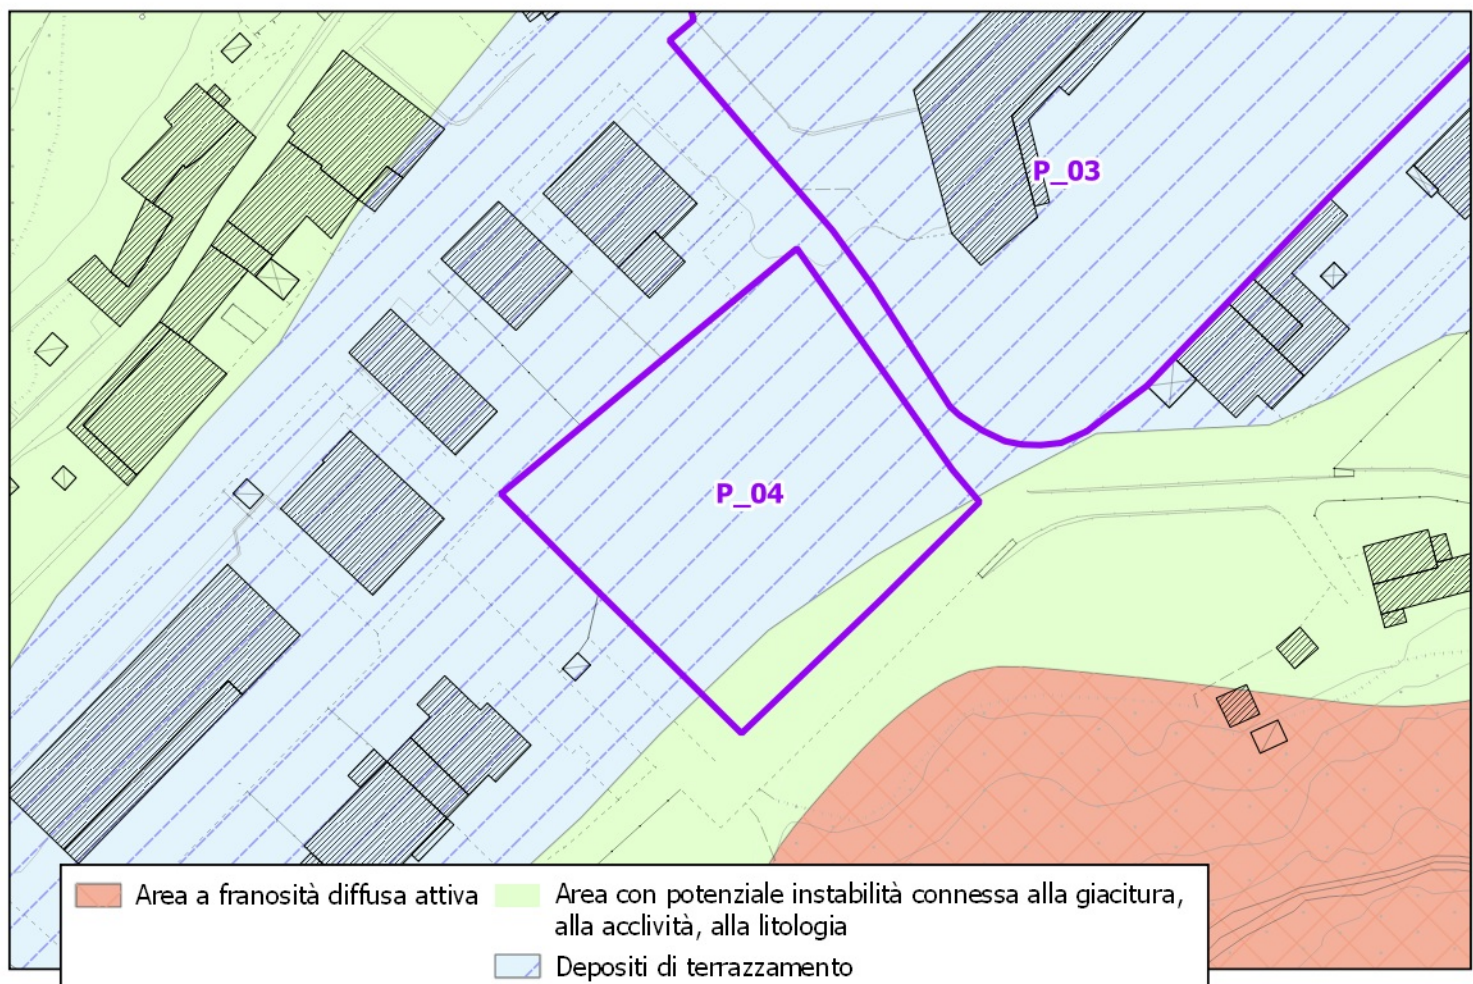 P_03
P_04
Area a franosità diffusa attiva
Area con potenziale instabilità connessa alla giacitura,
alla acclività, alla litologia
Depositi di terrazzamento